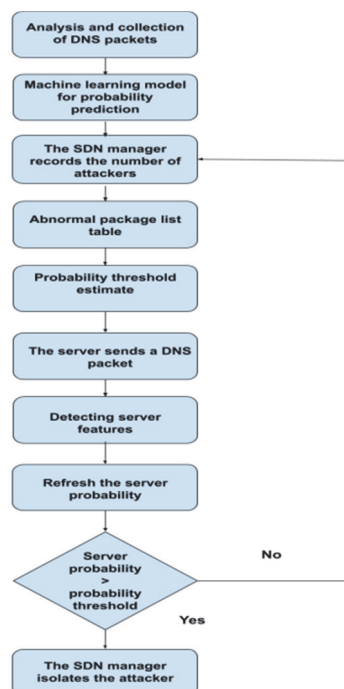 Analysis and collection
of DNS packets
Machine learning model
for probability
prediction
The SDN manager
records the number of
attackers
Abnormal package list
table
Probability threshold
estimate
The server sends a DNS
packet
Detecting server
features
Refresh the server
probability
Server
probability
>
probability
threshold
No
Yes
The SDN manager
isolates the attacker